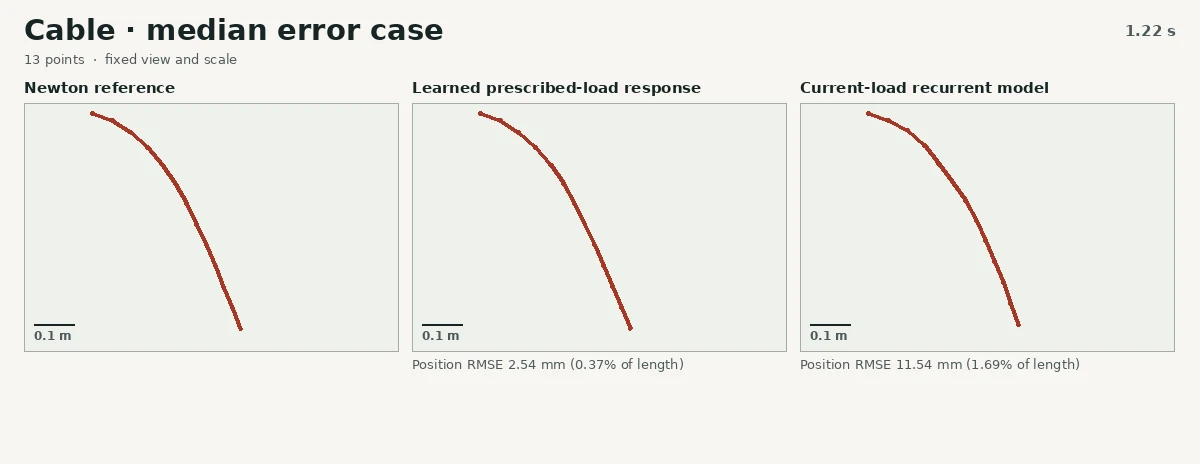 Cable · median error case
1.22 s
13 points · fixed view and scale
Newton reference
Learned prescribed-load response
Current-load recurrent model
0.1 m
0.1 m
0.1 m
Position RMSE 2.54 mm (0.37% of length)
Position RMSE 11.54 mm (1.69% of length)